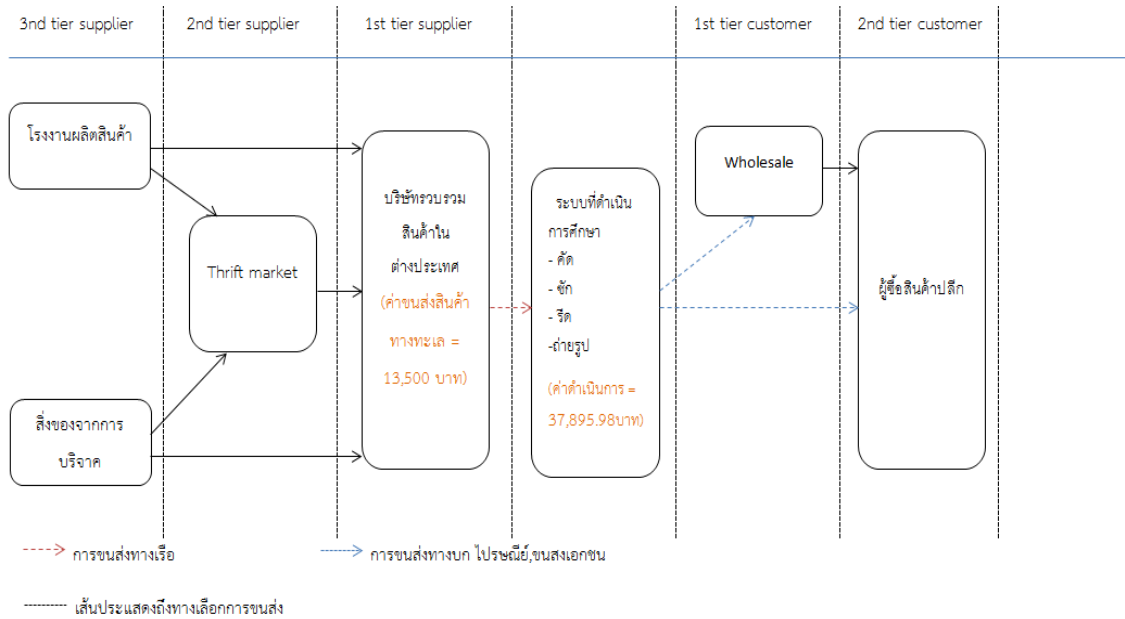 3nd tier supplier
2nd tier supplier
1st tier supplier
1st tier customer
2nd tier customer
โรงงานผลิตสินค้า
Thrift market
สิ่งของจากการ
บริจาค
บริษัทรวบรวม
สินค้าใน
ต่างประเทศ
(ค่าขนส่งสินค้า
ทางทะเล =
13,500 บาท)
ระบบที่ดำเนิน
การศึกษา
- คัด
- ซัก
- รีด
-ถ่ายรูป
(ค่าดำเนินการ =
37,895.98บาท)
Wholesale
ผู้ซื้อสินค้าปลีก
การขนส่งทางเรือ
การขนส่งทางบก ไปรษณีย์,ขนสงเอกชน
เส้นประแสดงถึงทางเลือกการขนส่ง